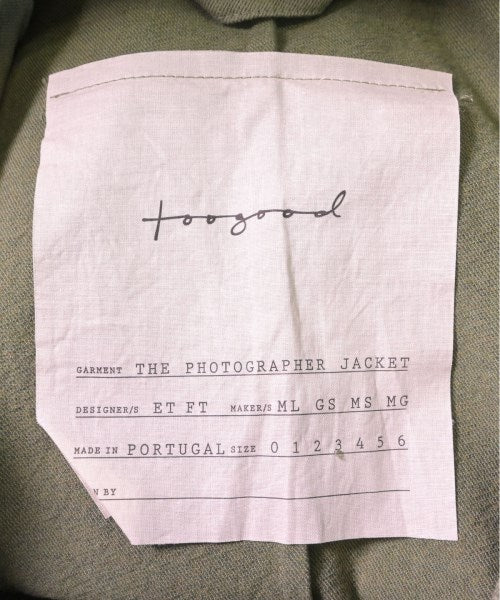 toogood
GARMENT THE PHOTOGRAPHER JACKET
DESIGNER/S ET FT MAKER/S ML GS MS MG
MADE IN PORTUGAL SIZE 0 1 2 3 4 5 6
N BY